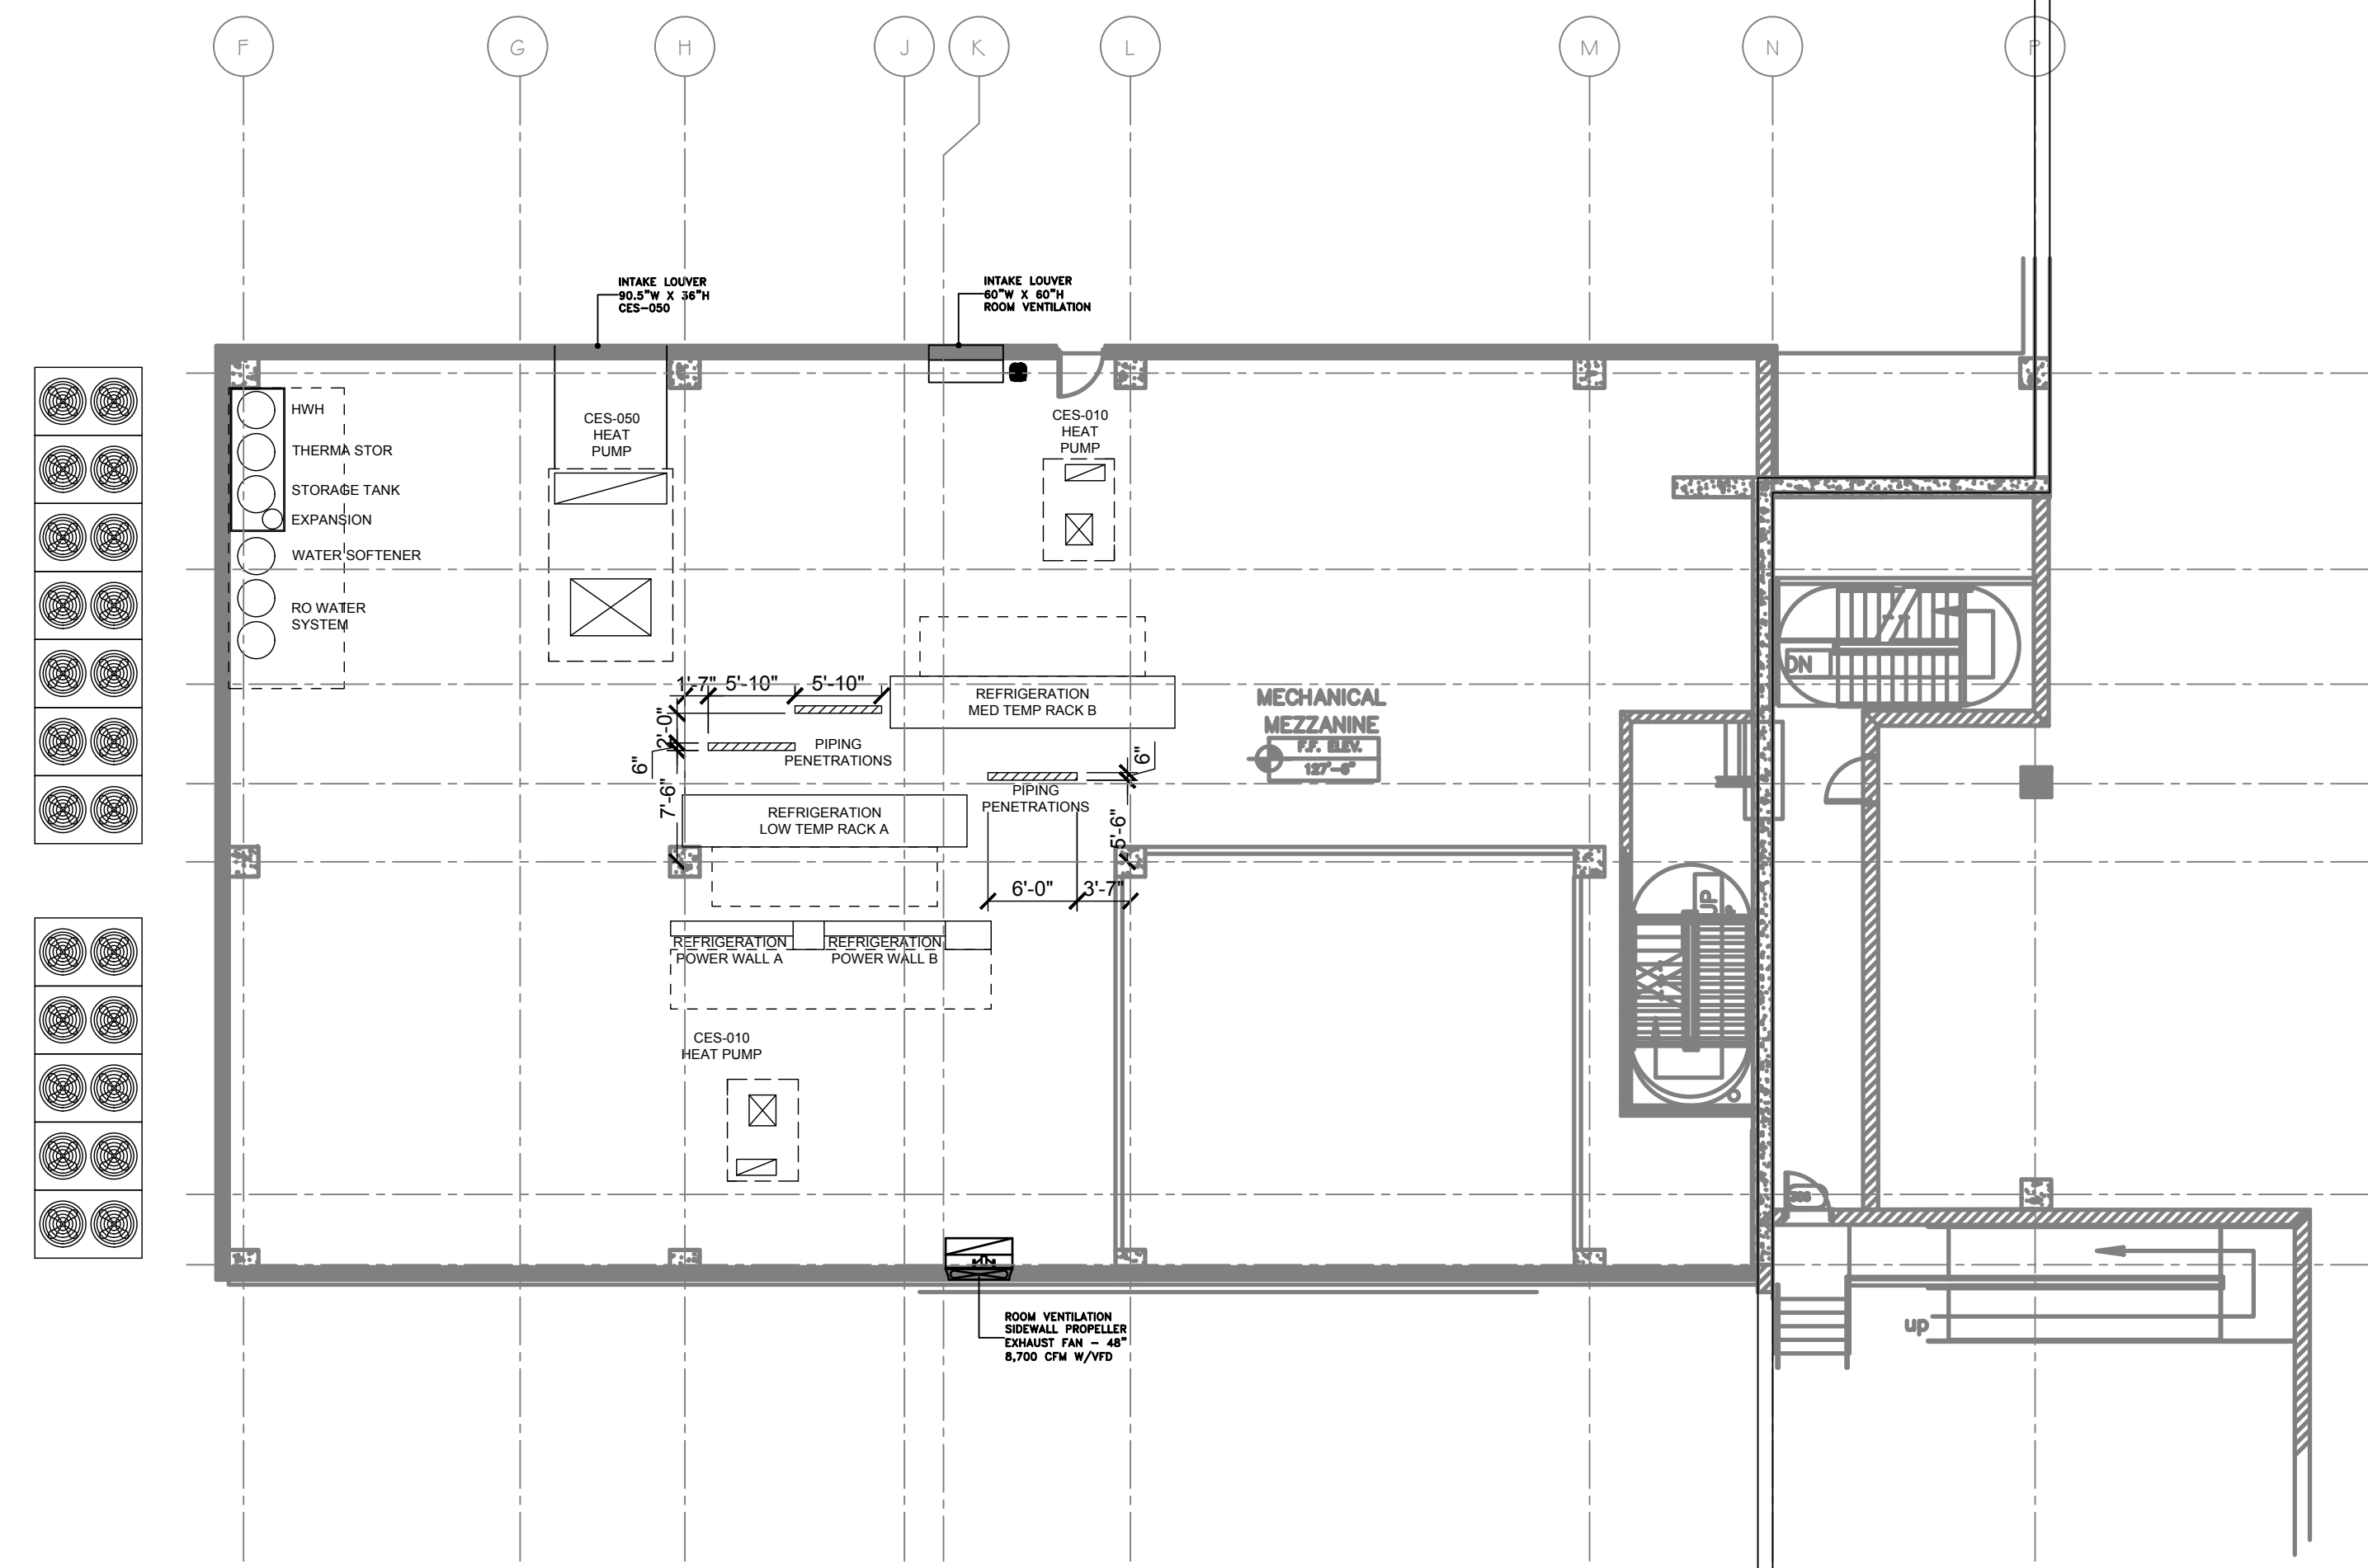 F
G
H
J
K
L
M
N
P
INTAKE LOUVER
90.5"W X 36"H
CES-050
INTAKE LOUVER
60"W X 60"H
ROOM VENTILATION
HWH
THERMA STOR
STORAGE TANK
EXPANSION
WATER SOFTENER
RO WATER
SYSTEM
CES-050
HEAT
PUMP
CES-010
HEAT
PUMP
1'-7"
5'-10"
5'-10"
2'-0"
6"
7'-6"
REFRIGERATION
MED TEMP RACK B
PIPING
PENETRATIONS
MECHANICAL
MEZZANINE
F.F. ELEV.
127'-6"
6"
PIPING
PENETRATIONS
5'-6"
REFRIGERATION
LOW TEMP RACK A
6'-0"
3'-7"
REFRIGERATION
POWER WALL A
REFRIGERATION
POWER WALL B
CES-010
HEAT PUMP
DN
UP
ROOM VENTILATION
SIDEWALL PROPELLER
EXHAUST FAN - 48"
8,700 CFM W/VFD
up